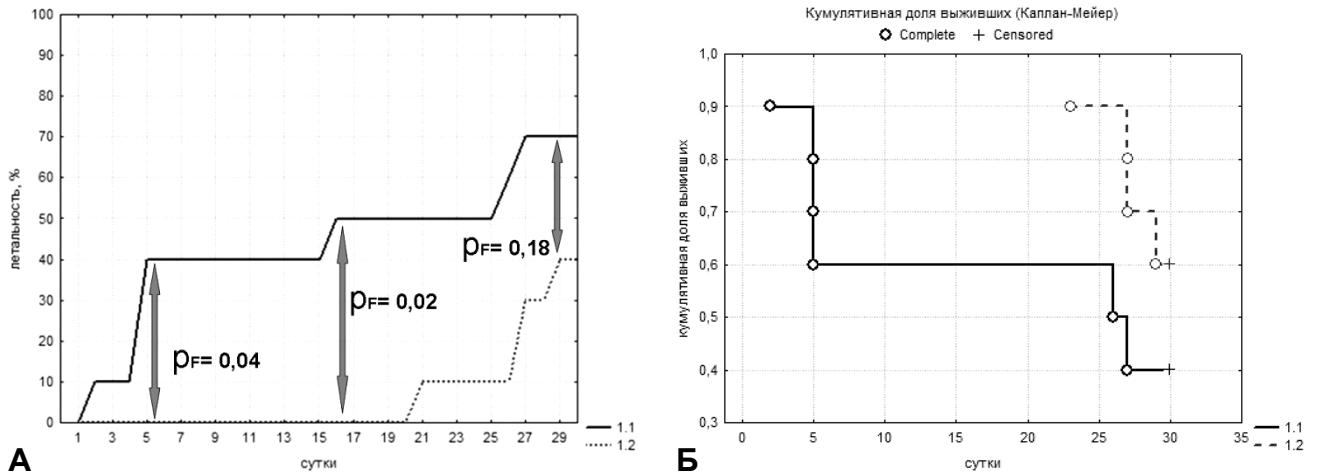 100
90
80
70
60
50
40
30
20
10
0
летальность, %
pF= 0,04
pF= 0,02
pF= 0,18
1 3 5 7 9 11 13 15 17 19 21 23 25 27 29
сутки
1.1
1.2
А
Кумулятивная доля выживших (Каплан-Мейер)
Complete Censored
1,0
0,9
0,8
0,7
0,6
0,5
0,4
0,3
кумулятивная доля выживших
0 5 10 15 20 25 30 35
сутки
1.1
1.2
Б